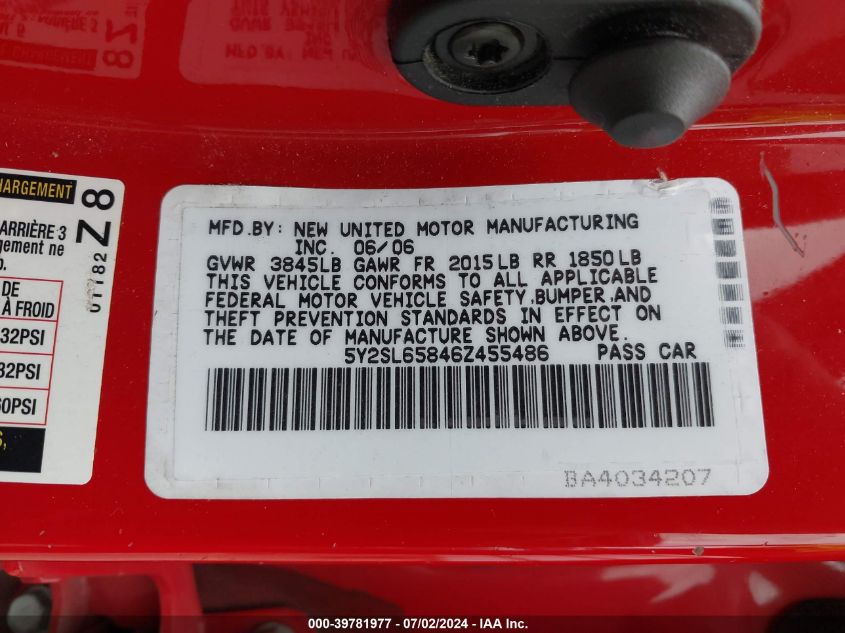 HARGEMENT
ARRIÈRE 3
gement ne
DE
À FROID
32PSI
32PSI
60PSI
Z 8
01182
MFD.BY: NEW UNITED MOTOR MANUFACTURING
INC. 06/06
GVWR 3845LB GAWR FR 2015LB RR 1850LB
THIS VEHICLE CONFORMS TO ALL APPLICABLE
FEDERAL MOTOR VEHICLE SAFETY,BUMPER,AND
THEFT PREVENTION STANDARDS IN EFFECT ON
THE DATE OF MANUFACTURE SHOWN ABOVE.
5Y2SL65846Z455486 PASS CAR
BA4034207
000-39781977 - 07/02/2024 - IAA Inc.